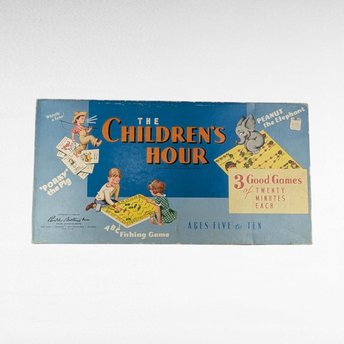 THE
CHILDREN'S
HOUR
PEANUT
the Elephant
"PORKY"
the Pig
3 Good Games
of TWENTY
MINUTES
EACH
ABC
Fishing Game
AGES FIVE to TEN